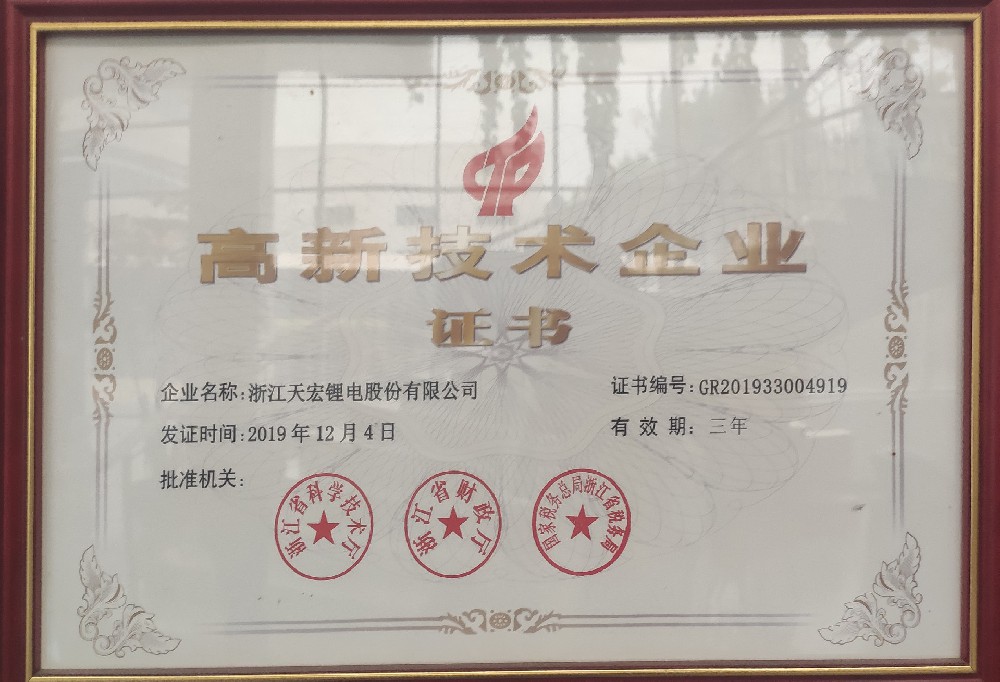 高新技术企业
证书
企业名称:浙江天宏锂电股份有限公司
证书编号:GR201933004919
发证时间:2019年12月4日
有效期:三年
批准机关:
浙江省科学技术厅
浙江省财政厅
国家税务总局浙江省税务局